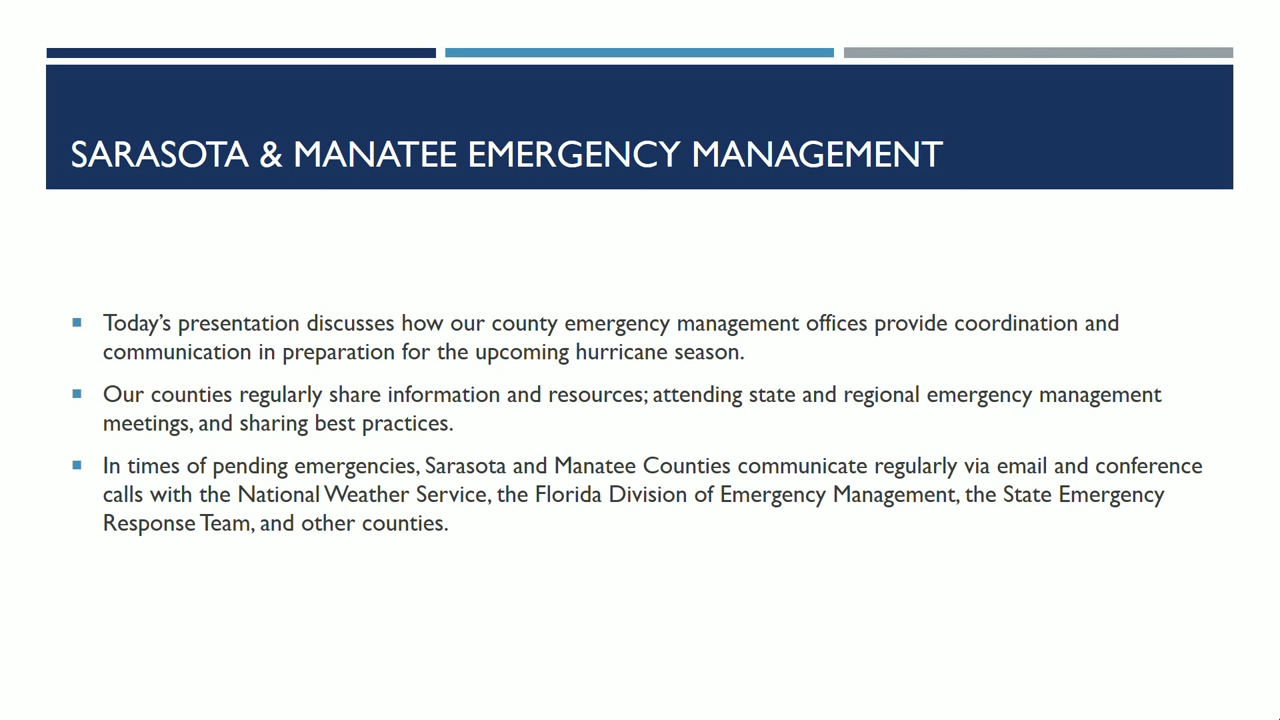 SARASOTA & MANATEE EMERGENCY MANAGEMENT
Today’s presentation discusses how our county emergency management offices provide coordination and
communication in preparation for the upcoming hurricane season.
Our counties regularly share information and resources; attending state and regional emergency management
meetings, and sharing best practices.
In times of pending emergencies, Sarasota and Manatee Counties communicate regularly via email and conference
calls with the National Weather Service, the Florida Division of Emergency Management, the State Emergency
Response Team, and other counties.